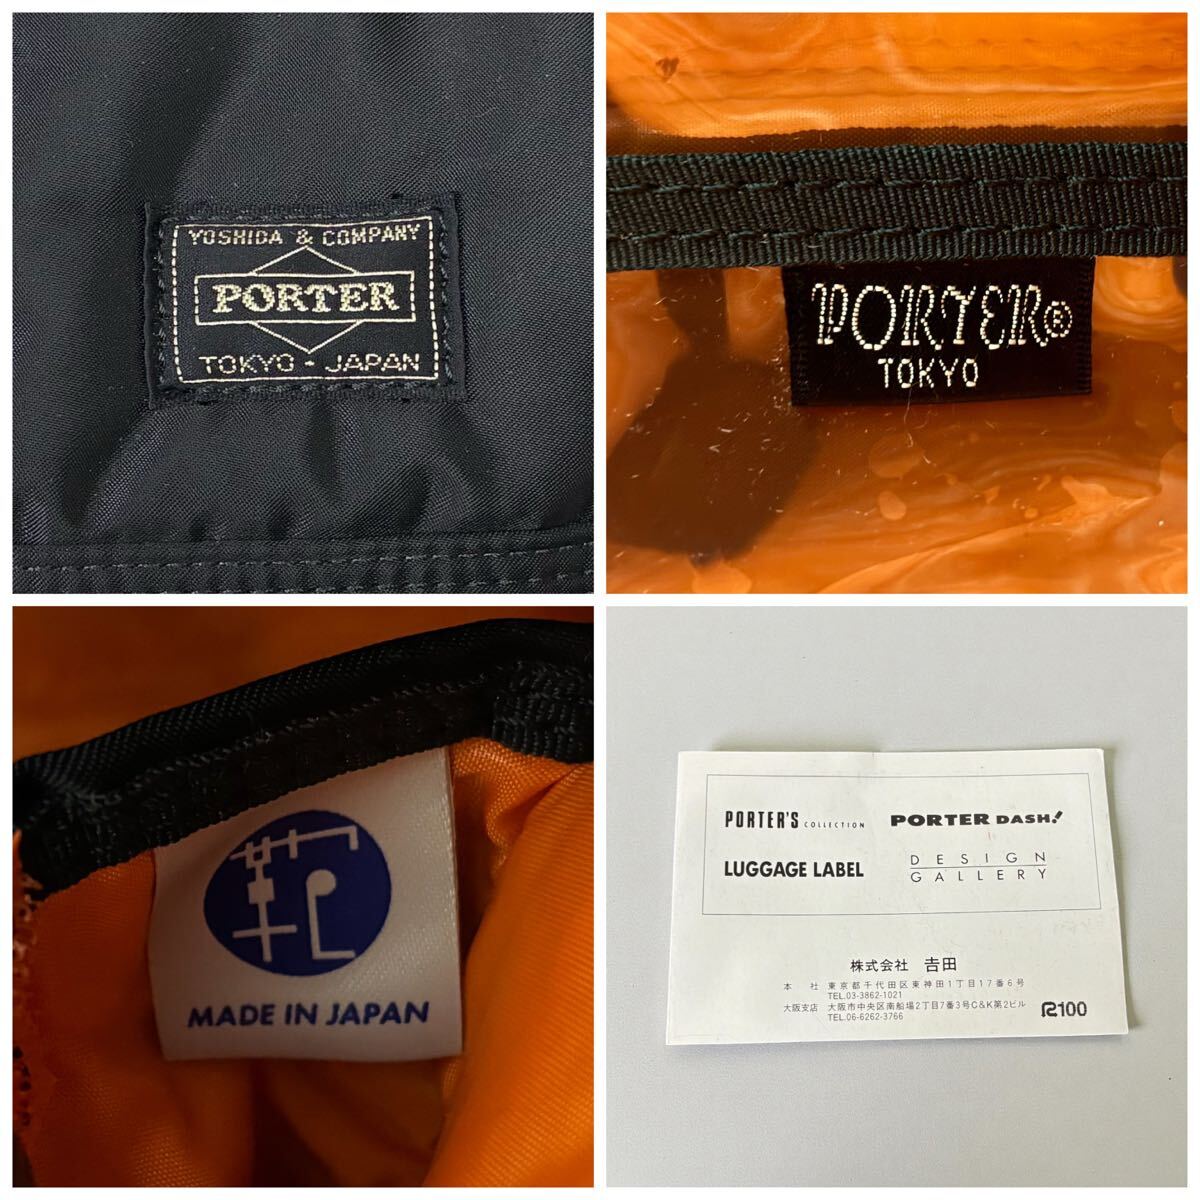 YOSHIDA & COMPANY
PORTER
TOKYO - JAPAN
PORTER®
TOKYO
MADE IN JAPAN
PORTER'S COLLECTION
PORTER DASH!
LUGGAGE LABEL
DESIGN
GALLERY
株式会社 吉田
本 社 東京都千代田区東神田1丁目17番6号
TEL.03-3862-1021
大阪支店 大阪市中央区南船場2丁目7番3号C&K第2ビル
TEL.06-6262-3766
R100